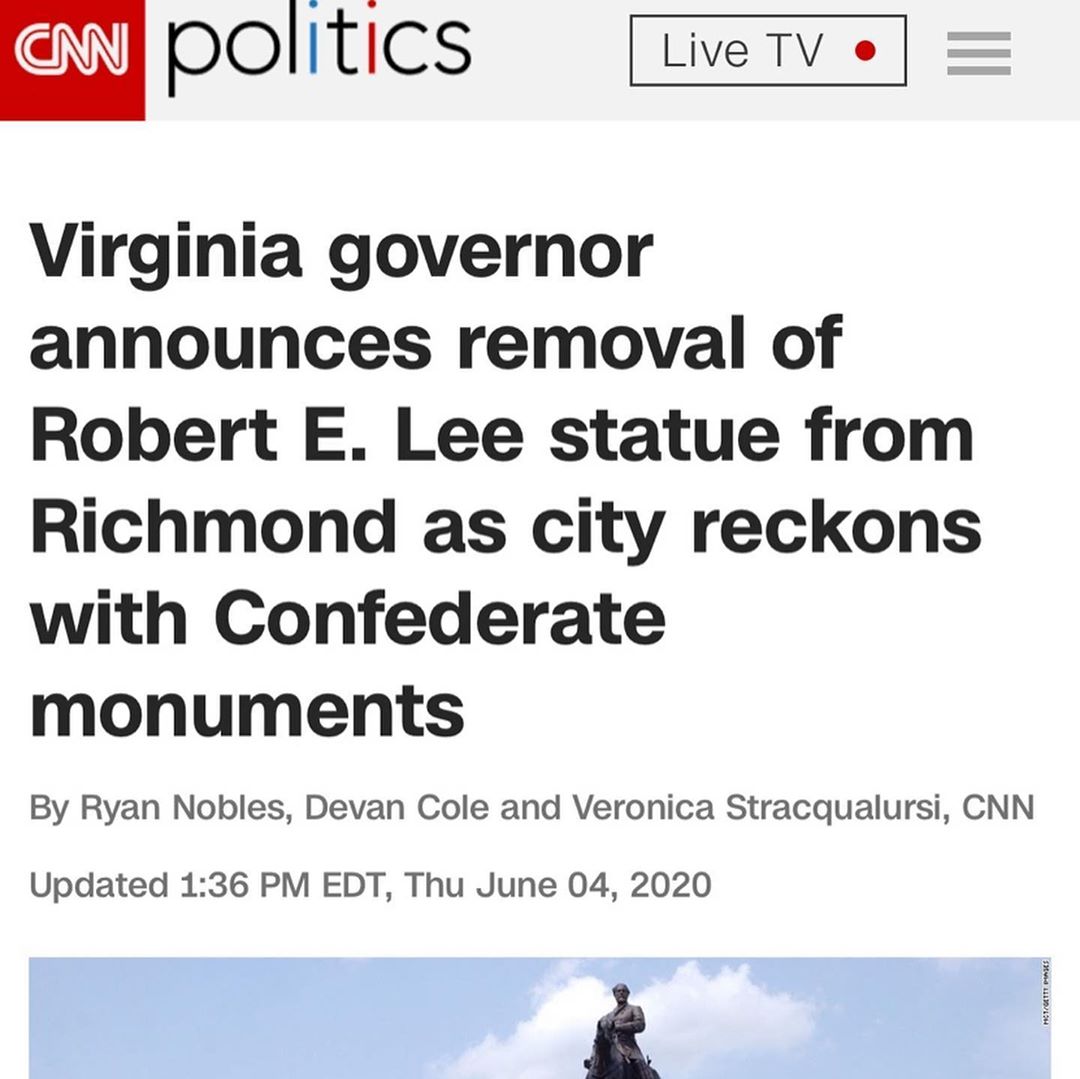 CNN politics Live TV
Virginia governor
announces removal of
Robert E. Lee statue from
Richmond as city reckons
with Confederate
monuments
By Ryan Nobles, Devan Cole and Veronica Stracqualursi, CNN
Updated 1:36 PM EDT, Thu June 04, 2020
MCT/GETTY IMAGES